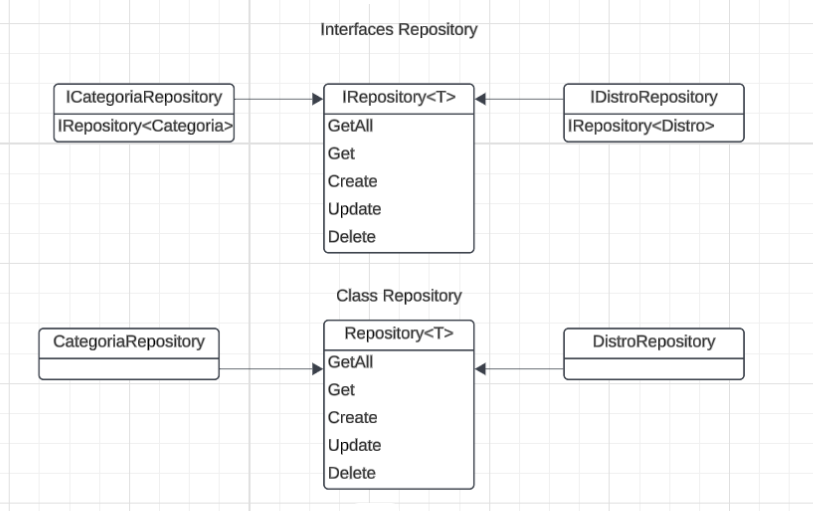 Interfaces Repository
ICategoriaRepository
IRepository<Categoria>
IRepository<T>
GetAll
Get
Create
Update
Delete
IDistroRepository
IRepository<Distro>
Class Repository
CategoriaRepository
Repository<T>
GetAll
Get
Create
Update
Delete
DistroRepository